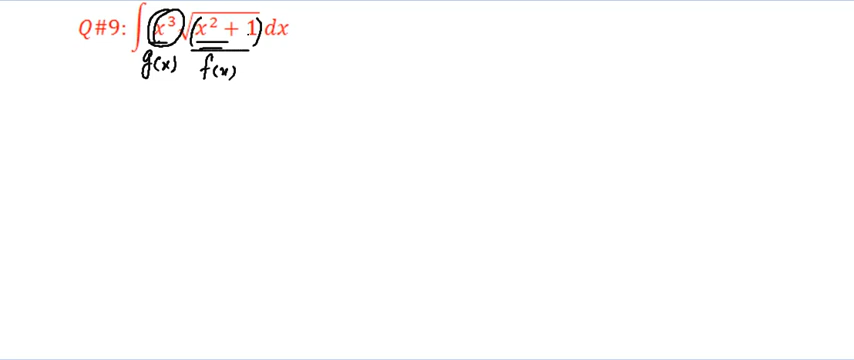 Q#9: ∫ x³√(x² + 1) dx
g(x) f(x)